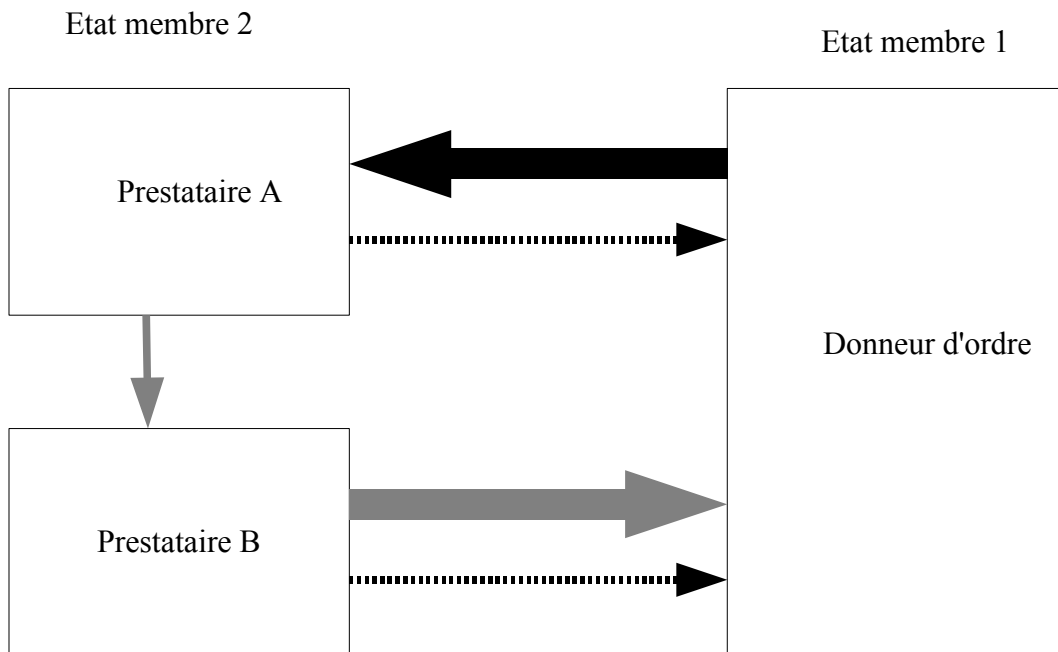 Etat membre 2
Etat membre 1
Prestataire A
Donneur d'ordre
Prestataire B